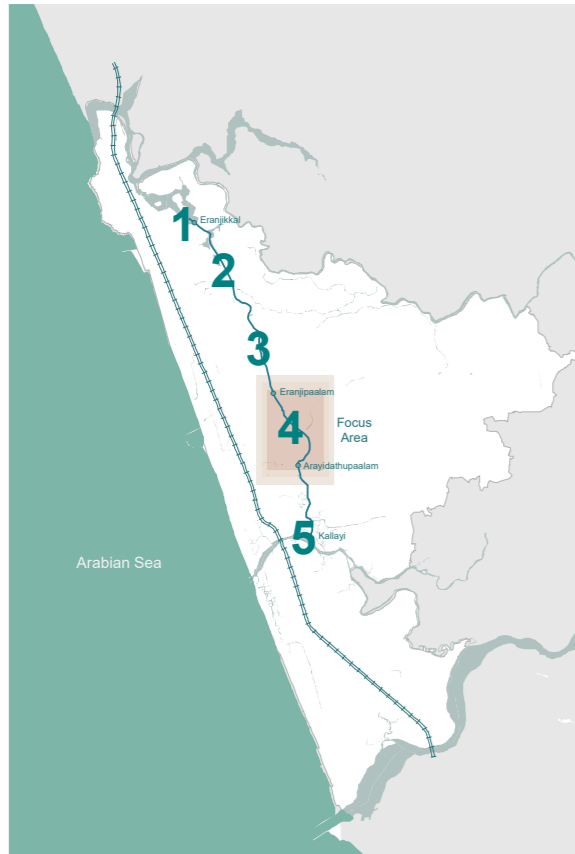 1
Eranjikkal
2
3
Eranjipaalam
4
Focus
Area
Arayidathupaalam
5
Kallayi
Arabian Sea